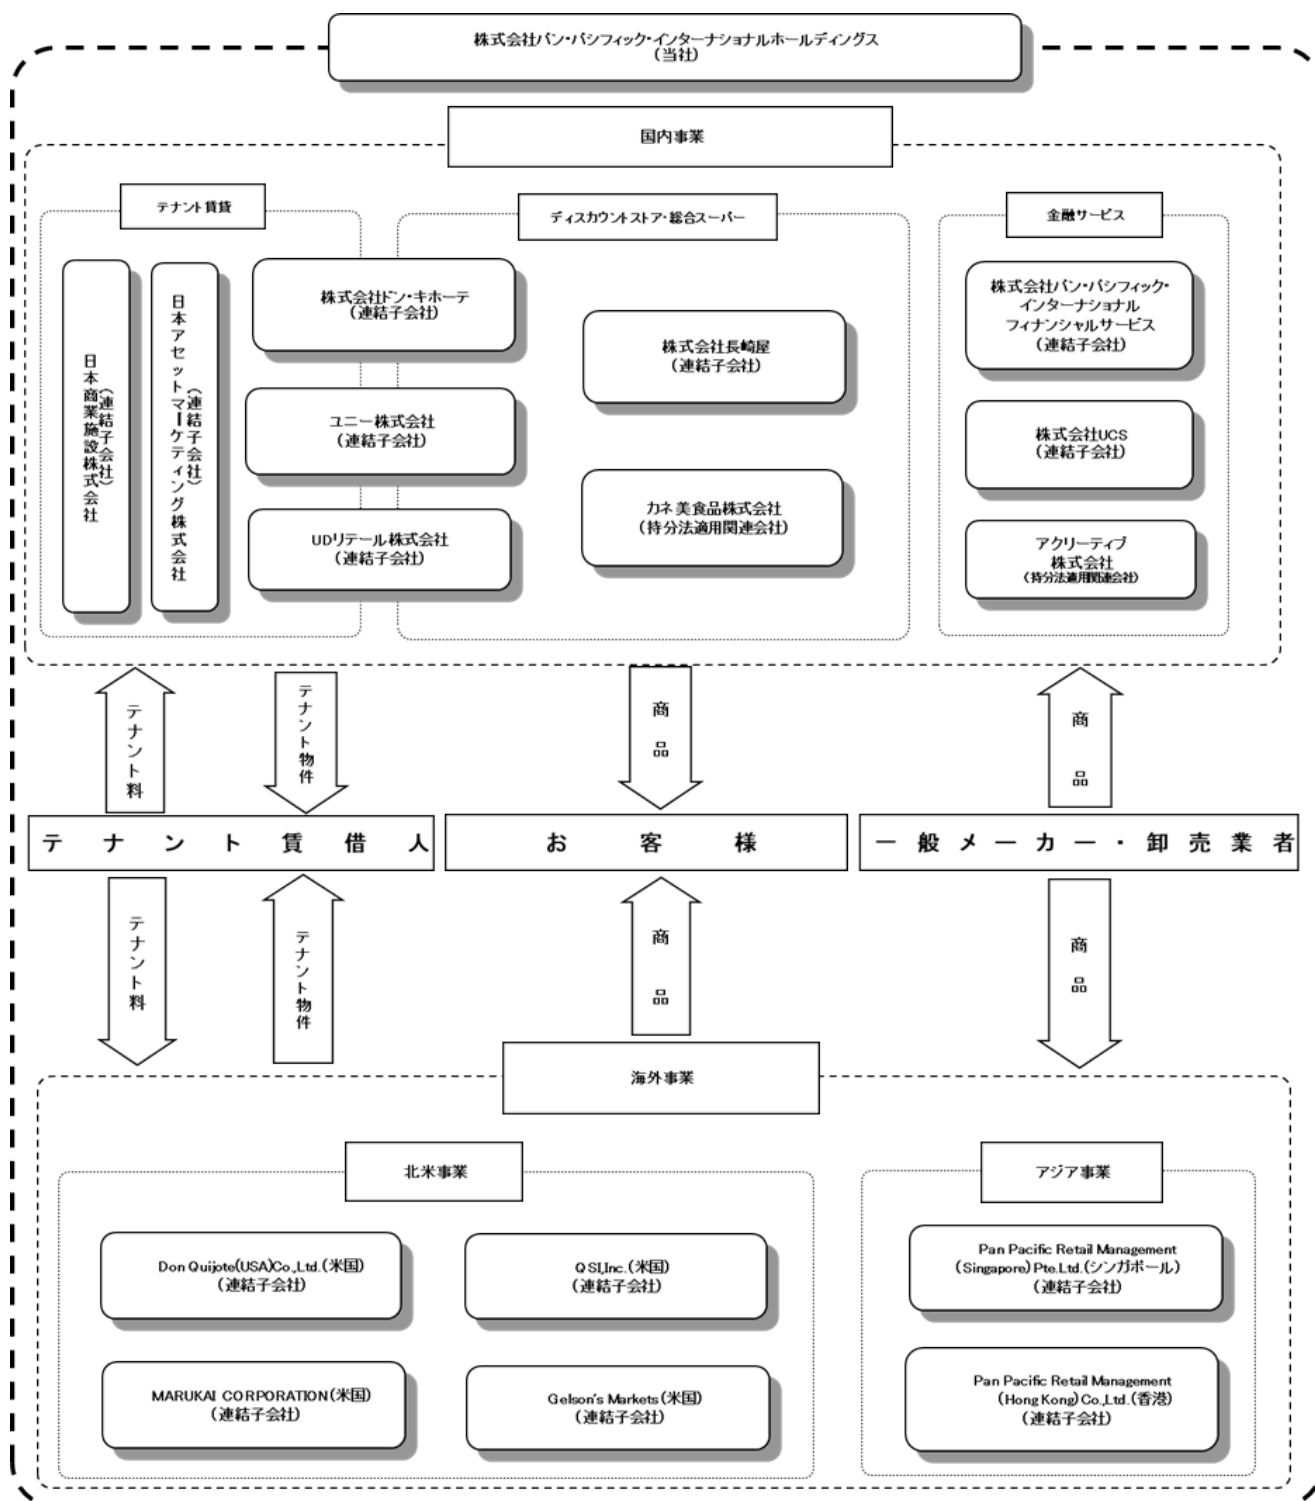 株式会社パン・パシフィック・インターナショナルホールディングス
(当社)
国内事業
テナント賃貸
ディスカウントストア・総合スーパー
金融サービス
日本商業施設株式会社
(連結子会社)
日本アセットマーケティング株式会社
(連結子会社)
株式会社ドン・キホーテ
(連結子会社)
ユニー株式会社
(連結子会社)
UDリテール株式会社
(連結子会社)
株式会社長崎屋
(連結子会社)
カネ美食品株式会社
(持分法適用関連会社)
株式会社パン・パシフィック・
インターナショナル
フィナンシャルサービス
(連結子会社)
株式会社UCS
(連結子会社)
アクリーティブ
株式会社
(持分法適用関連会社)
テナント料
テナント物件
商品
商品
テナント賃借人
お客様
一般メーカー・卸売業者
テナント料
テナント物件
商品
商品
海外事業
北米事業
アジア事業
Don Quijote(USA)Co.,Ltd.(米国)
(連結子会社)
QSI,Inc.(米国)
(連結子会社)
MARUKAI CORPORATION(米国)
(連結子会社)
Gelson's Markets(米国)
(連結子会社)
Pan Pacific Retail Management
(Singapore)Pte.Ltd.(シンガポール)
(連結子会社)
Pan Pacific Retail Management
(Hong Kong)Co.,Ltd.(香港)
(連結子会社)